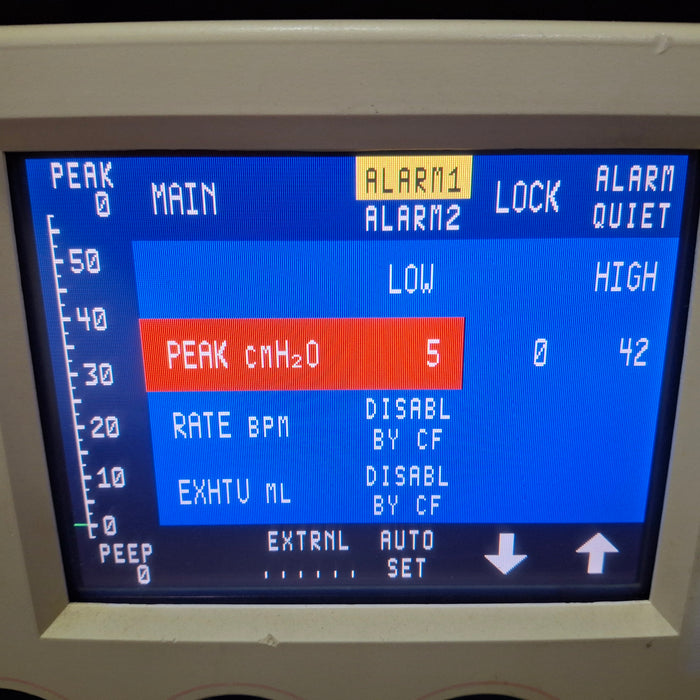 PEAK
0
MAIN
ALARM1
ALARM2
LOCK
ALARM
QUIET
LOW
HIGH
50
40
30
20
10
0
PEAK cmH₂O 5 0 42
RATE BPM
DISABL
BY CF
EXHTV ML
DISABL
BY CF
PEEP
0
EXTRNL
......
AUTO
SET